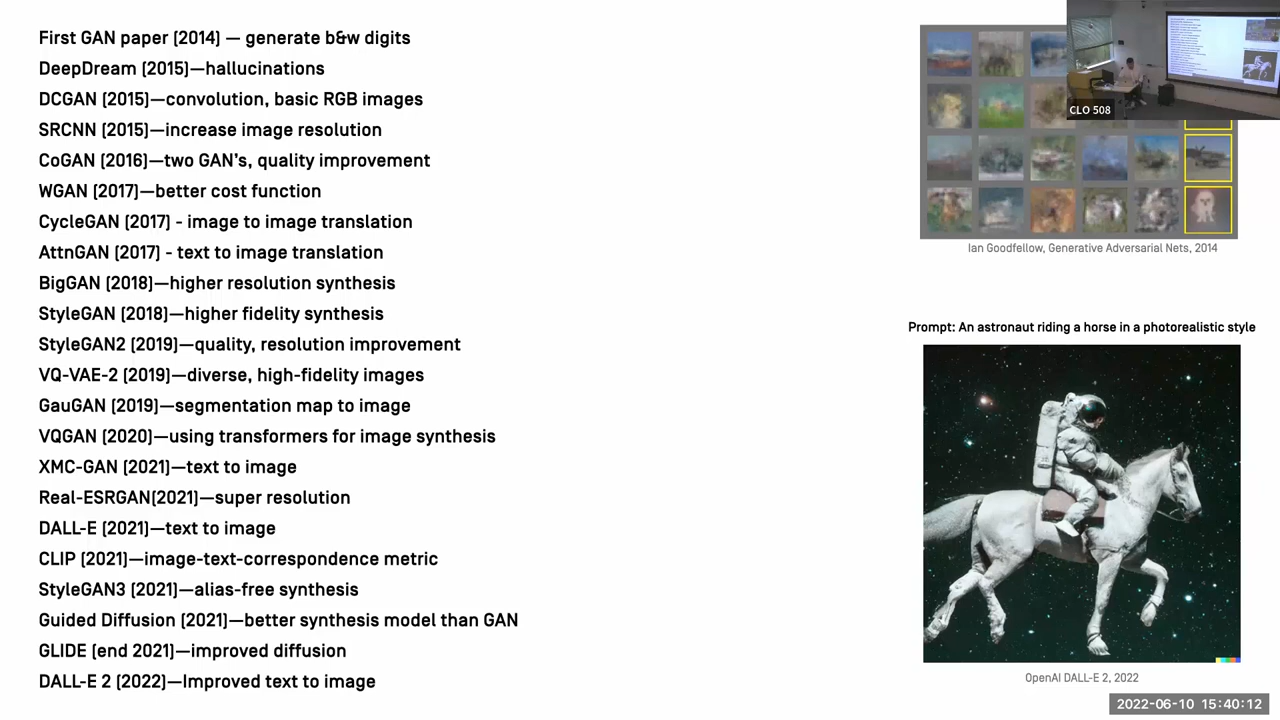 First GAN paper (2014) — generate b&w digits
DeepDream (2015)—hallucinations
DCGAN (2015)—convolution, basic RGB images
SRCNN (2015)—increase image resolution
CoGAN (2016)—two GAN's, quality improvement
WGAN (2017)—better cost function
CycleGAN (2017) - image to image translation
AttnGAN (2017) - text to image translation
BigGAN (2018)—higher resolution synthesis
StyleGAN (2018)—higher fidelity synthesis
StyleGAN2 (2019)—quality, resolution improvement
VQ-VAE-2 (2019)—diverse, high-fidelity images
GauGAN (2019)—segmentation map to image
VQGAN (2020)—using transformers for image synthesis
XMC-GAN (2021)—text to image
Real-ESRGAN(2021)—super resolution
DALL-E (2021)—text to image
CLIP (2021)—image-text-correspondence metric
StyleGAN3 (2021)—alias-free synthesis
Guided Diffusion (2021)—better synthesis model than GAN
GLIDE (end 2021)—improved diffusion
DALL-E 2 (2022)—Improved text to image
CLO 508
Ian Goodfellow, Generative Adversarial Nets, 2014
Prompt: An astronaut riding a horse in a photorealistic style
OpenAI DALL-E 2, 2022
2022-06-10 15:40:12